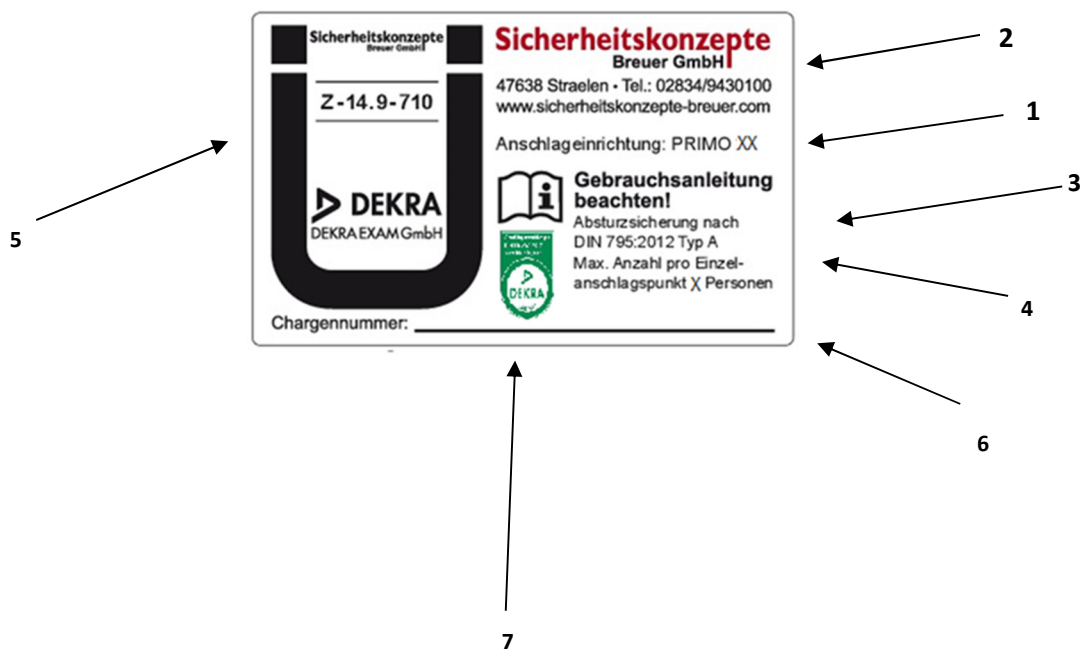 Sicherheitskonzepte
Breuer GmbH
Z-14.9-710
DEKRA
DEKRA EXAM GmbH
Sicherheitskonzepte
Breuer GmbH
47638 Straelen • Tel.: 02834/9430100
www.sicherheitskonzepte-breuer.com
Anschlageinrichtung: PRIMO XX
Gebrauchsanleitung
beachten!
Absturzsicherung nach
DIN 795:2012 Typ A
Max. Anzahl pro Einzel-
anschlagspunkt X Personen
DEKRA
Chargennummer:
2
1
3
4
5
6
7